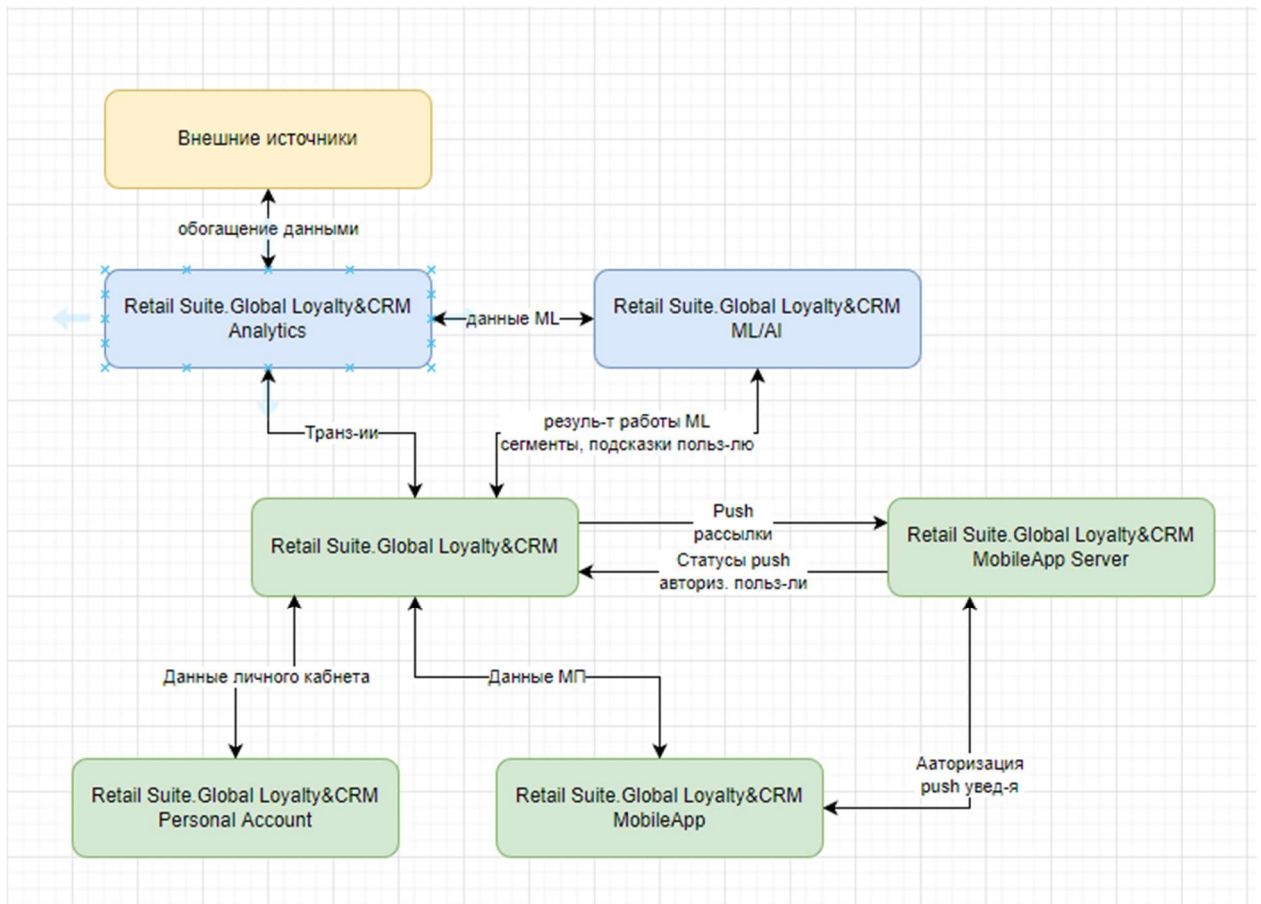 Внешние источники
обогащение данными
Retail Suite.Global Loyalty&CRM
Analytics
данные ML
Retail Suite.Global Loyalty&CRM
ML/AI
Транз-ии
резуль-т работы ML
сегменты, подсказки польз-лю
Retail Suite.Global Loyalty&CRM
Push
рассылки
Статусы push
авториз. польз-ли
Retail Suite.Global Loyalty&CRM
MobileApp Server
Данные личного кабнета
Данные МП
Ааторизация
push увед-я
Retail Suite.Global Loyalty&CRM
Personal Account
Retail Suite.Global Loyalty&CRM
MobileApp